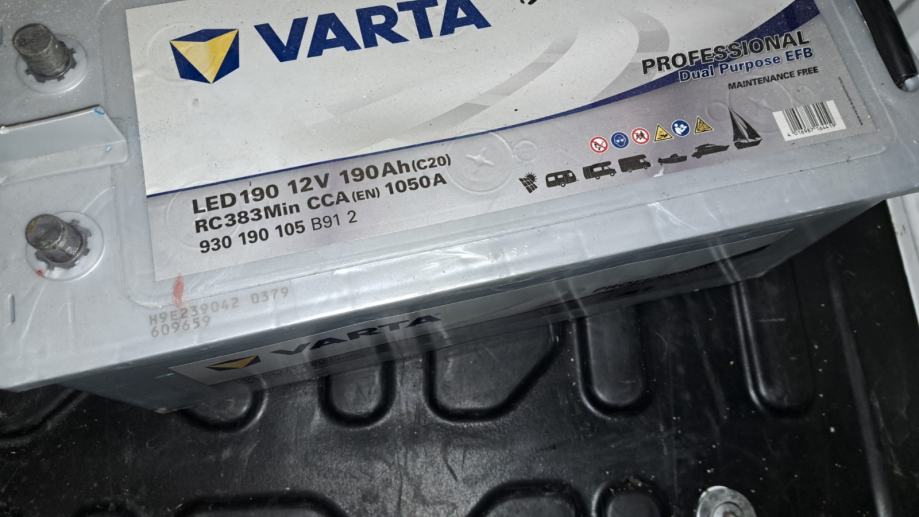 VARTA
PROFESSIONAL
Dual Purpose EFB
MAINTENANCE FREE
LED190 12V 190Ah(C20)
RC383Min CCA(EN) 1050A
930 190 105 B91 2
H9E239042 0379
609659
VARTA